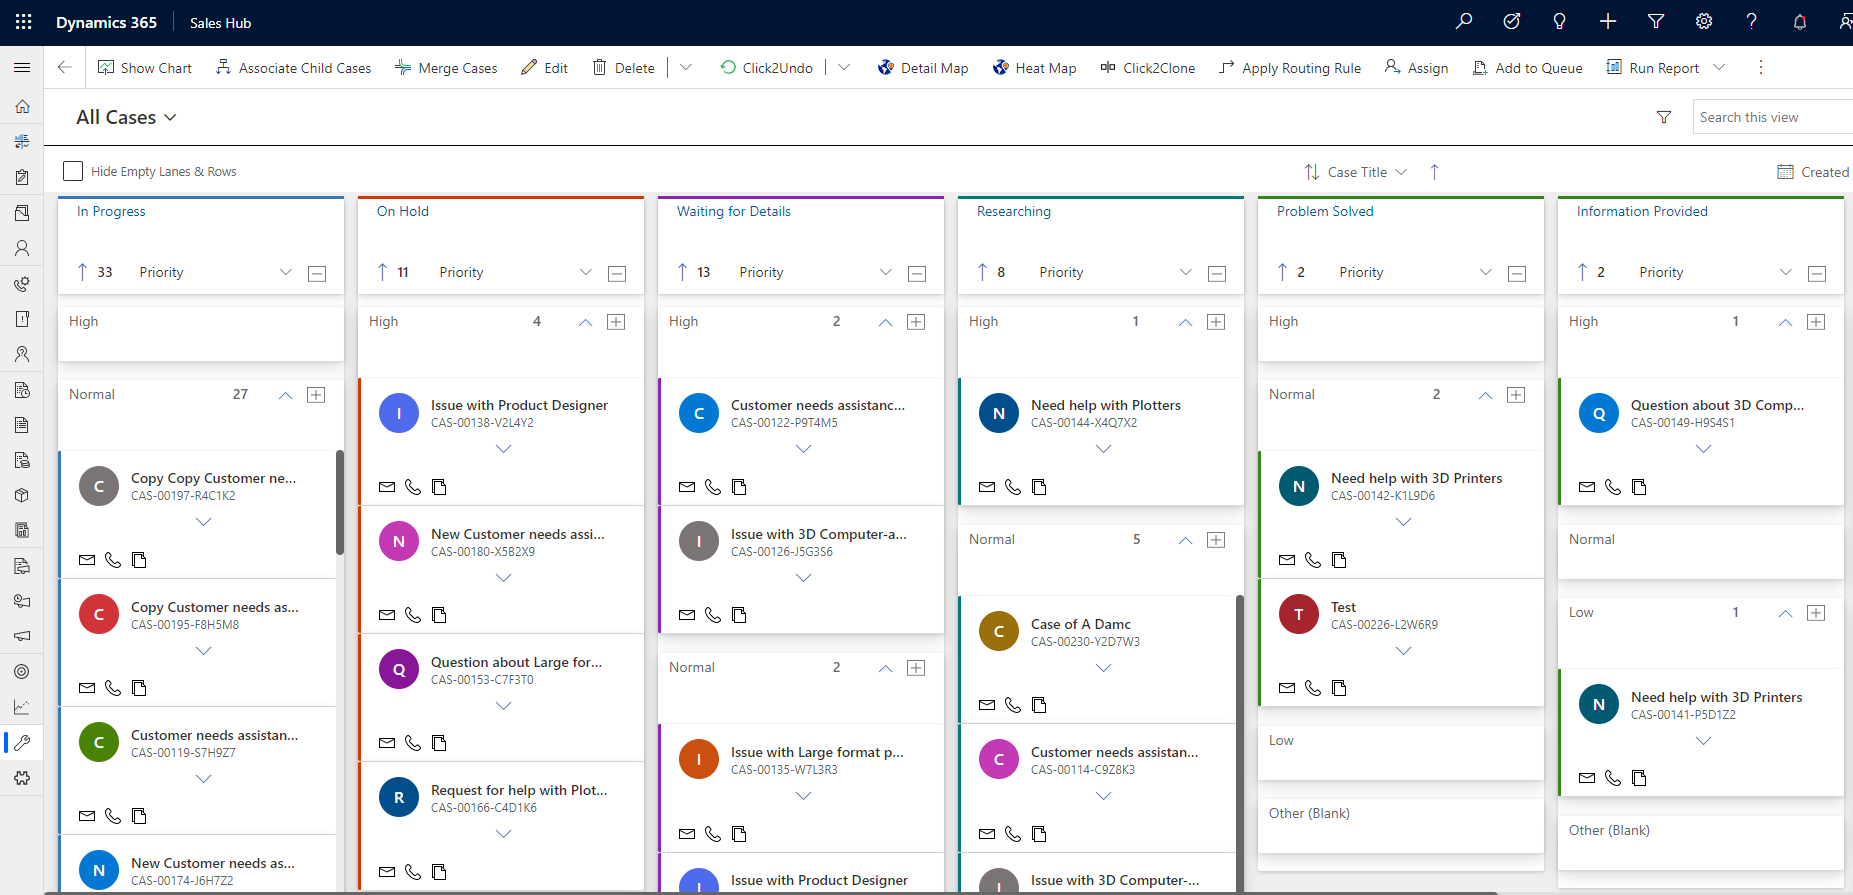 Dynamics 365 Sales Hub
Show Chart Associate Child Cases Merge Cases Edit Delete Click2Undo Detail Map Heat Map Click2Clone Apply Routing Rule Assign Add to Queue Run Report
All Cases
Search this view
Hide Empty Lanes & Rows
Case Title
Created
In Progress
33 Priority
High
Normal 27
C
Copy Copy Customer ne...
CAS-00197-R4C1K2
C
Copy Customer needs as...
CAS-00195-F8H5M8
C
Customer needs assistan...
CAS-00119-S7H9Z7
N
New Customer needs as...
CAS-00174-J6H7Z2
On Hold
11 Priority
High 4
I
Issue with Product Designer
CAS-00138-V2L4Y2
N
New Customer needs assi...
CAS-00180-X5B2X9
Q
Question about Large for...
CAS-00153-C7F3T0
R
Request for help with Plot...
CAS-00166-C4D1K6
Waiting for Details
13 Priority
High 2
C
Customer needs assistanc...
CAS-00122-P9T4M5
I
Issue with 3D Computer-a...
CAS-00126-J5G3S6
Normal 2
I
Issue with Large format p...
CAS-00135-W7L3R3
I
Issue with Product Designer
Researching
8 Priority
High 1
N
Need help with Plotters
CAS-00144-X4Q7X2
Normal 5
C
Case of A Damc
CAS-00230-Y2D7W3
C
Customer needs assistan...
CAS-00114-C9Z8K3
I
Issue with 3D Computer-...
Problem Solved
2 Priority
High
Normal 2
N
Need help with 3D Printers
CAS-00142-K1L9D6
T
Test
CAS-00226-L2W6R9
Low
Other (Blank)
Information Provided
2 Priority
High 1
Q
Question about 3D Comp...
CAS-00149-H9S4S1
Normal
Low 1
N
Need help with 3D Printers
CAS-00141-P5D1Z2
Other (Blank)